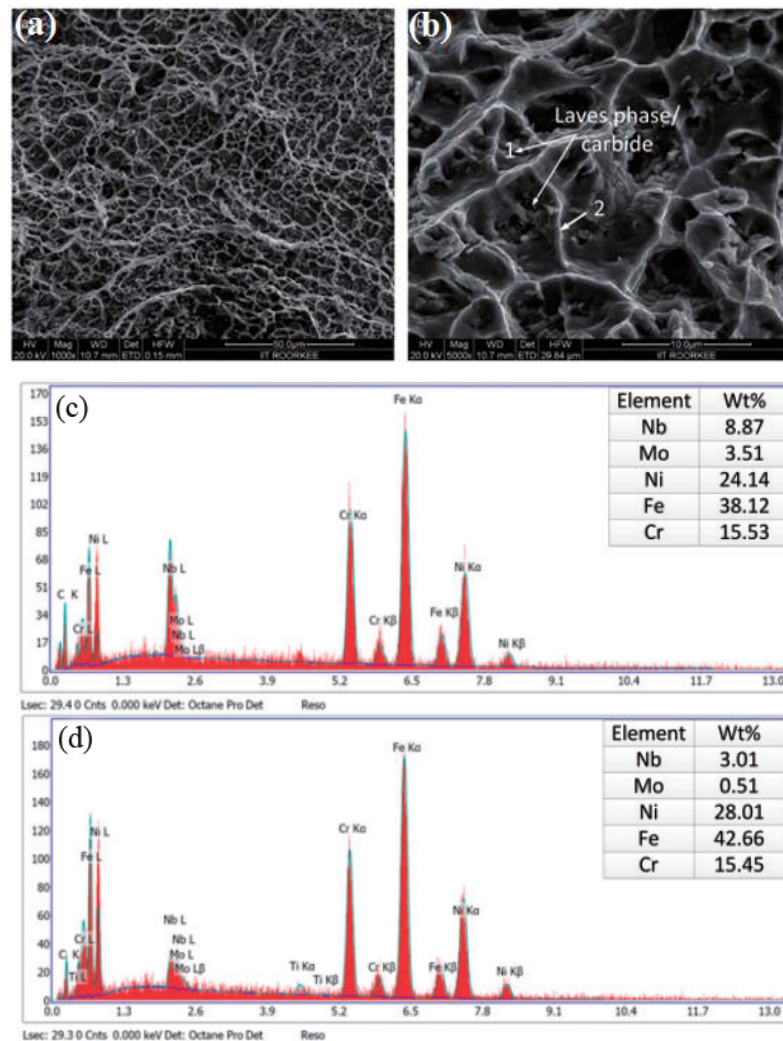 (a)
(b)
Laves phase/
carbide
1
2
HV Mag WD Det HFW 50.0µm
20.0 kV 1000x 10.7 mm ETD 0.15 mm IIT ROORKEE
HV Mag WD Det HFW 10.0µm
20.0 kV 5000x 10.7 mm ETD 29.84 µm IIT ROORKEE
(c)
170
153
136
119
102
85
68
51
34
17
0
Fe Kα
Cr Kα
Ni L
Fe L
Nb L
Ni Kα
C K
Cr L
Mo L
Nb L
Mo Lβ
Cr Kβ
Fe Kβ
Ni Kβ
0.0 1.3 2.6 3.9 5.2 6.5 7.8 9.1 10.4 11.7 13.0
Lsec: 29.4 0 Cnts 0.000 keV Det: Octane Pro Det Reso
Element Wt%
Nb 8.87
Mo 3.51
Ni 24.14
Fe 38.12
Cr 15.53
(d)
180
160
140
120
100
80
60
40
20
0
Fe Kα
Ni L
Cr Kα
Fe L
Ni Kα
Nb L
Cr L
Nb L
C K
Mo L
Ti L
Mo Lβ
Ti Kα
Ti Kβ
Cr Kβ
Fe Kβ
Ni Kβ
0.0 1.3 2.6 3.9 5.2 6.5 7.8 9.1 10.4 11.7 13.0
Lsec: 29.3 0 Cnts 0.000 keV Det: Octane Pro Det Reso
Element Wt%
Nb 3.01
Mo 0.51
Ni 28.01
Fe 42.66
Cr 15.45